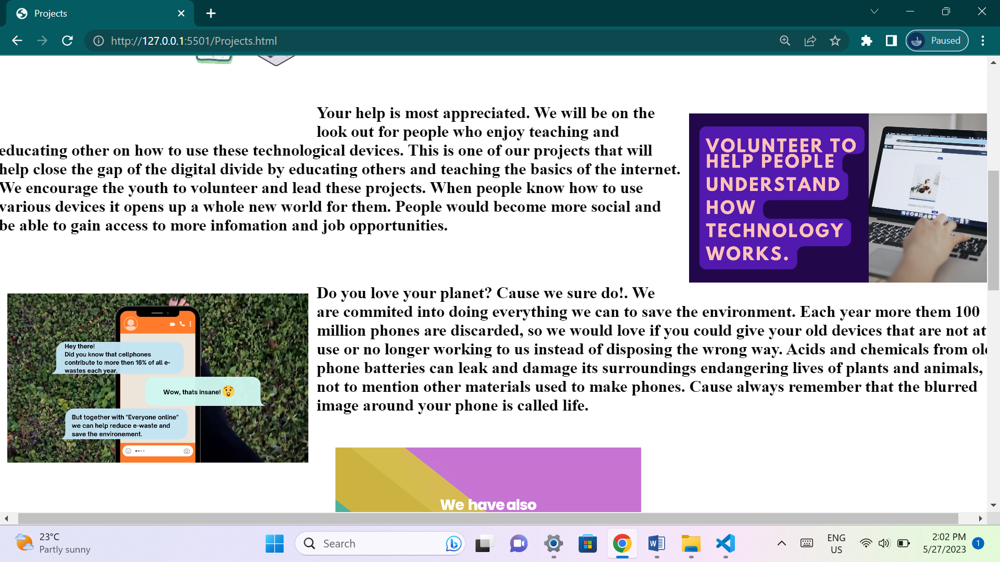 Projects
http://127.0.0.1:5501/Projects.html
Paused
Your help is most appreciated. We will be on the
look out for people who enjoy teaching and
educating other on how to use these technological devices. This is one of our projects that will
help close the gap of the digital divide by educating others and teaching the basics of the internet.
We encourage the youth to volunteer and lead these projects. When people know how to use
various devices it opens up a whole new world for them. People would become more social and
be able to gain access to more infomation and job opportunities.
VOLUNTEER TO
HELP PEOPLE
UNDERSTAND
HOW
TECHNOLOGY
WORKS.
Hey there!
Did you know that cellphones
contribute to more then 16% of all e-
wastes each year.
Wow, thats insane!
But together with "Everyone online"
we can help reduce e-waste and
save the environement.
Do you love your planet? Cause we sure do!. We
are commited into doing everything we can to save the environment. Each year more them 100
million phones are discarded, so we would love if you could give your old devices that are not at
use or no longer working to us instead of disposing the wrong way. Acids and chemicals from old
phone batteries can leak and damage its surroundings endangering lives of plants and animals,
not to mention other materials used to make phones. Cause always remember that the blurred
image around your phone is called life.
We have also
23°C
Partly sunny
Search
ENG
US
2:02 PM
5/27/2023
1